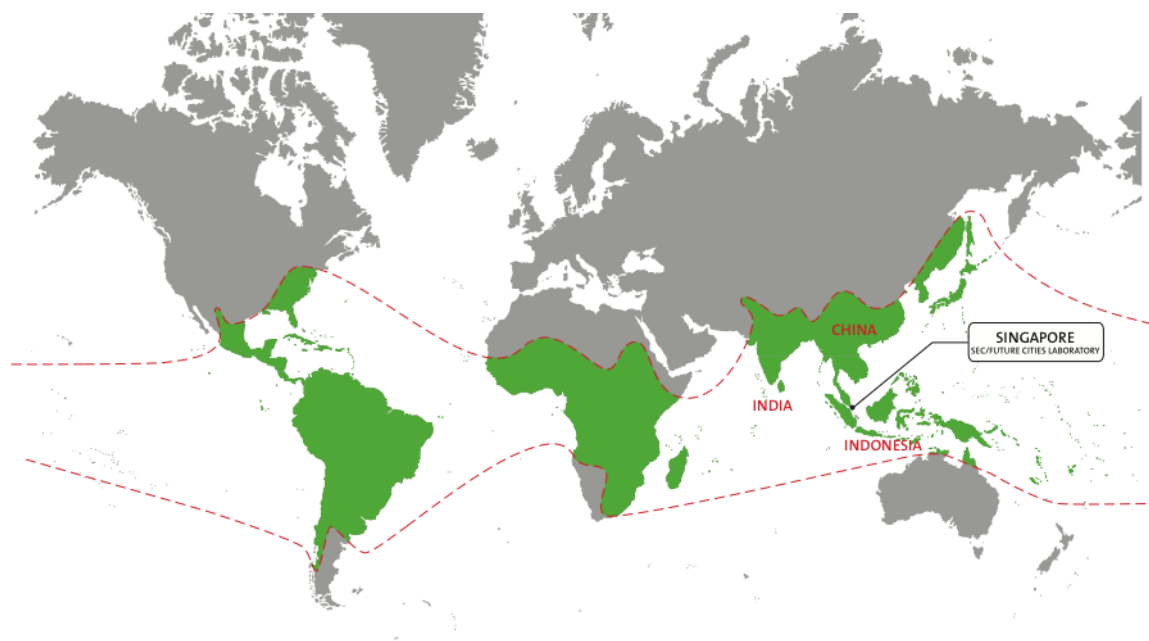 CHINA
SINGAPORE
SEC/FUTURE CITIES LABORATORY
INDIA
INDONESIA